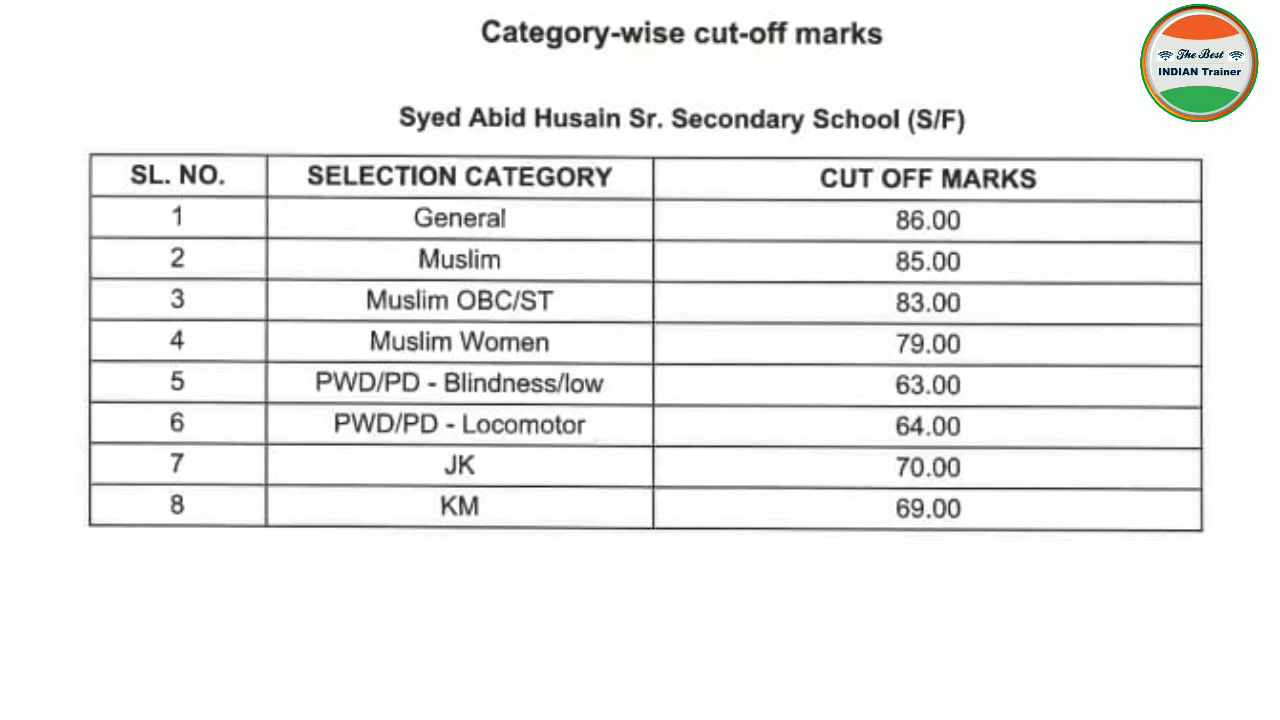 Category-wise cut-off marks
The Best
INDIAN Trainer
Syed Abid Husain Sr. Secondary School (S/F)
SL. NO. SELECTION CATEGORY CUT OFF MARKS
1 General 86.00
2 Muslim 85.00
3 Muslim OBC/ST 83.00
4 Muslim Women 79.00
5 PWD/PD - Blindness/low 63.00
6 PWD/PD - Locomotor 64.00
7 JK 70.00
8 KM 69.00